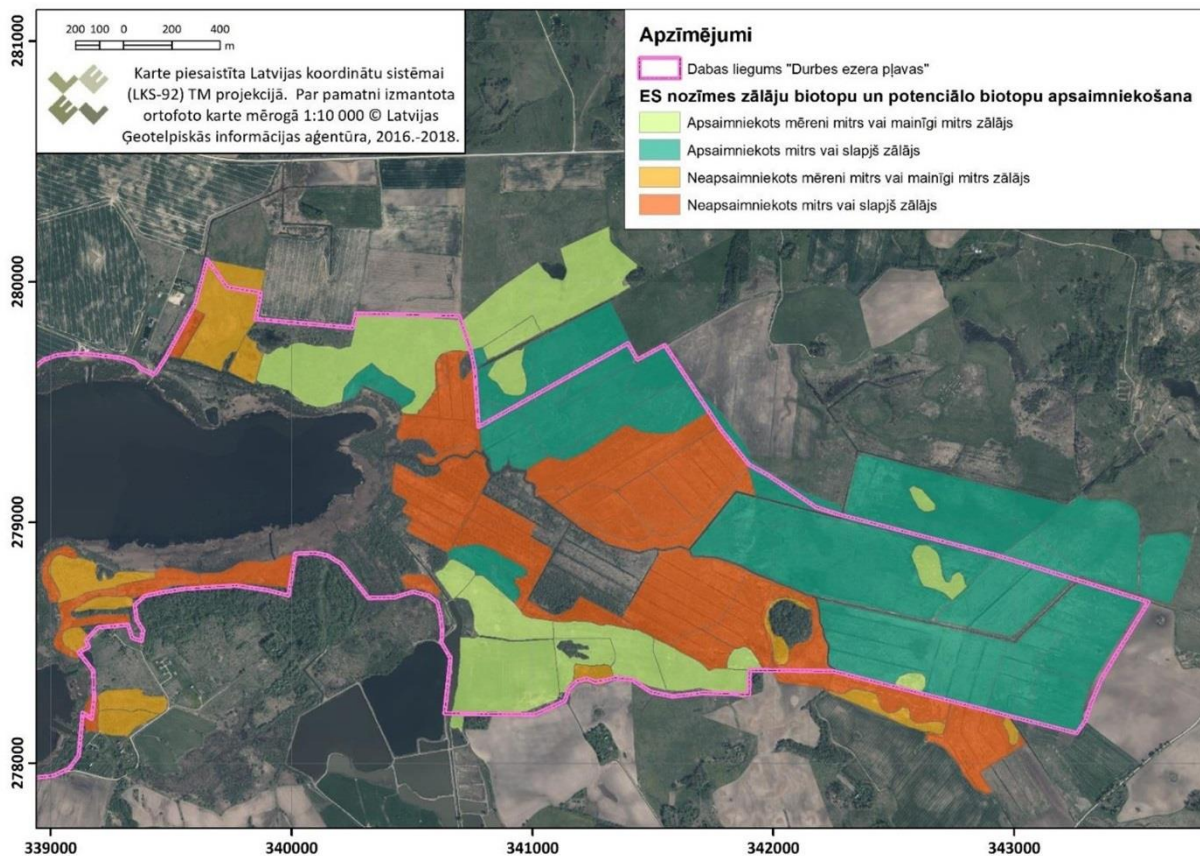 200 100 0 200 400
m
Karte piesaistīta Latvijas koordinātu sistēmai
(LKS-92) TM projekcijā. Par pamatni izmantota
ortofoto karte mērogā 1:10 000 © Latvijas
Ģeotelpiskās informācijas aģentūra, 2016.-2018.
Apzīmējumi
Dabas liegums "Durbes ezera pļavas"
ES nozīmes zālāju biotopu un potenciālo biotopu apsaimniekošana
Apsaimniekots mēreni mitrs vai mainīgi mitrs zālājs
Apsaimniekots mitrs vai slapjš zālājs
Neapsaimniekots mēreni mitrs vai mainīgi mitrs zālājs
Neapsaimniekots mitrs vai slapjš zālājs
281000
280000
279000
278000
339000 340000 341000 342000 343000